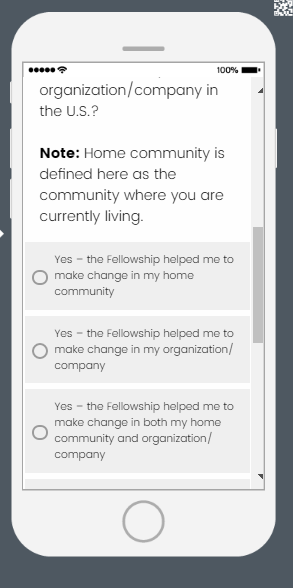 100%
organization/company in
the U.S.?
Note: Home community is
defined here as the
community where you are
currently living.
Yes – the Fellowship helped me to
make change in my home
community
Yes – the Fellowship helped me to
make change in my organization/
company
Yes – the Fellowship helped me to
make change in both my home
community and organization/
company